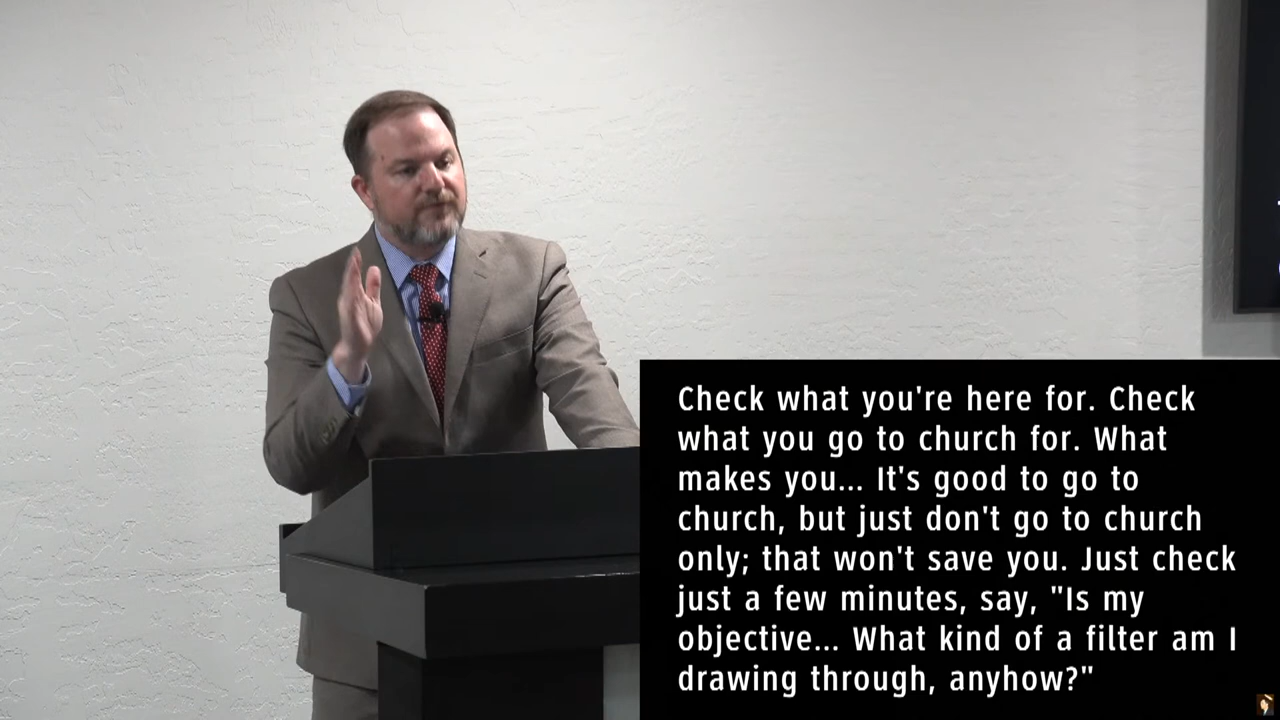 Check what you're here for. Check
what you go to church for. What
makes you... It's good to go to
church, but just don't go to church
only; that won't save you. Just check
just a few minutes, say, "Is my
objective... What kind of a filter am I
drawing through, anyhow?"